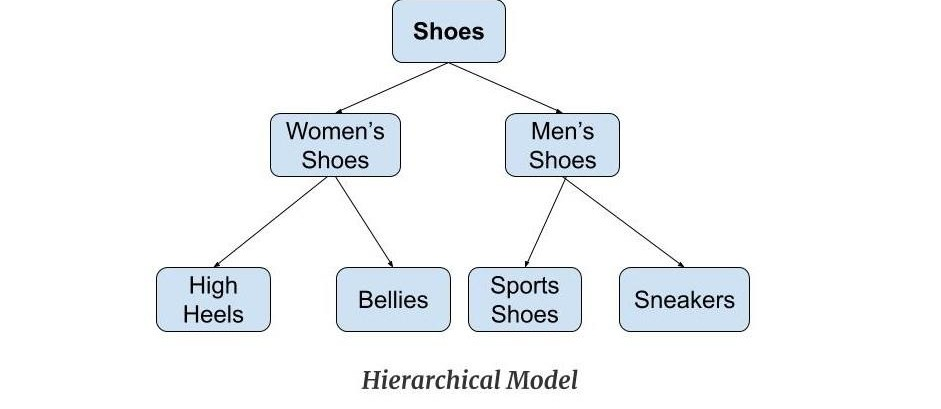 Shoes
Women’s
Shoes
Men’s
Shoes
High
Heels
Bellies
Sports
Shoes
Sneakers
Hierarchical Model